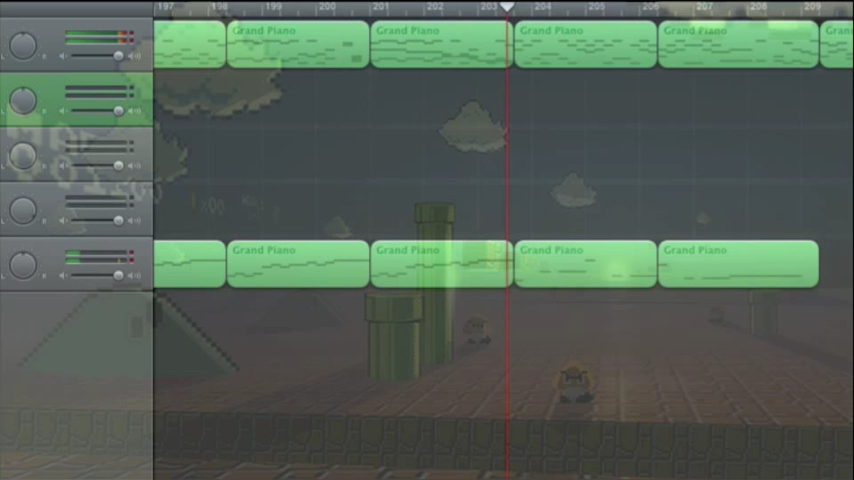 197 198 199 200 201 202 203 204 205 206 207 208 209
Grand Piano Grand Piano Grand Piano Grand Piano Gran
Grand Piano Grand Piano Grand Piano Grand Piano